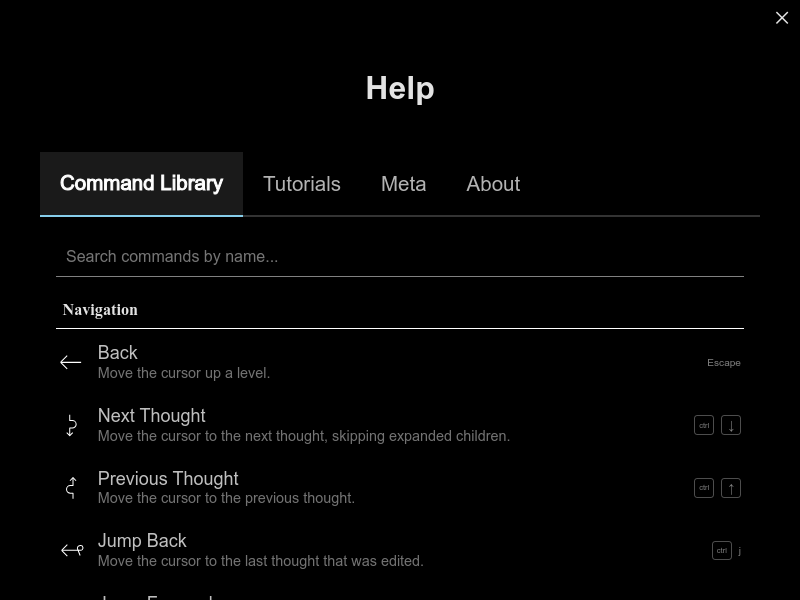 Help
Command Library Tutorials Meta About
Search commands by name...
Navigation
Back
Move the cursor up a level.
Escape
Next Thought
Move the cursor to the next thought, skipping expanded children.
ctrl ↓
Previous Thought
Move the cursor to the previous thought.
ctrl ↑
Jump Back
Move the cursor to the last thought that was edited.
ctrl j